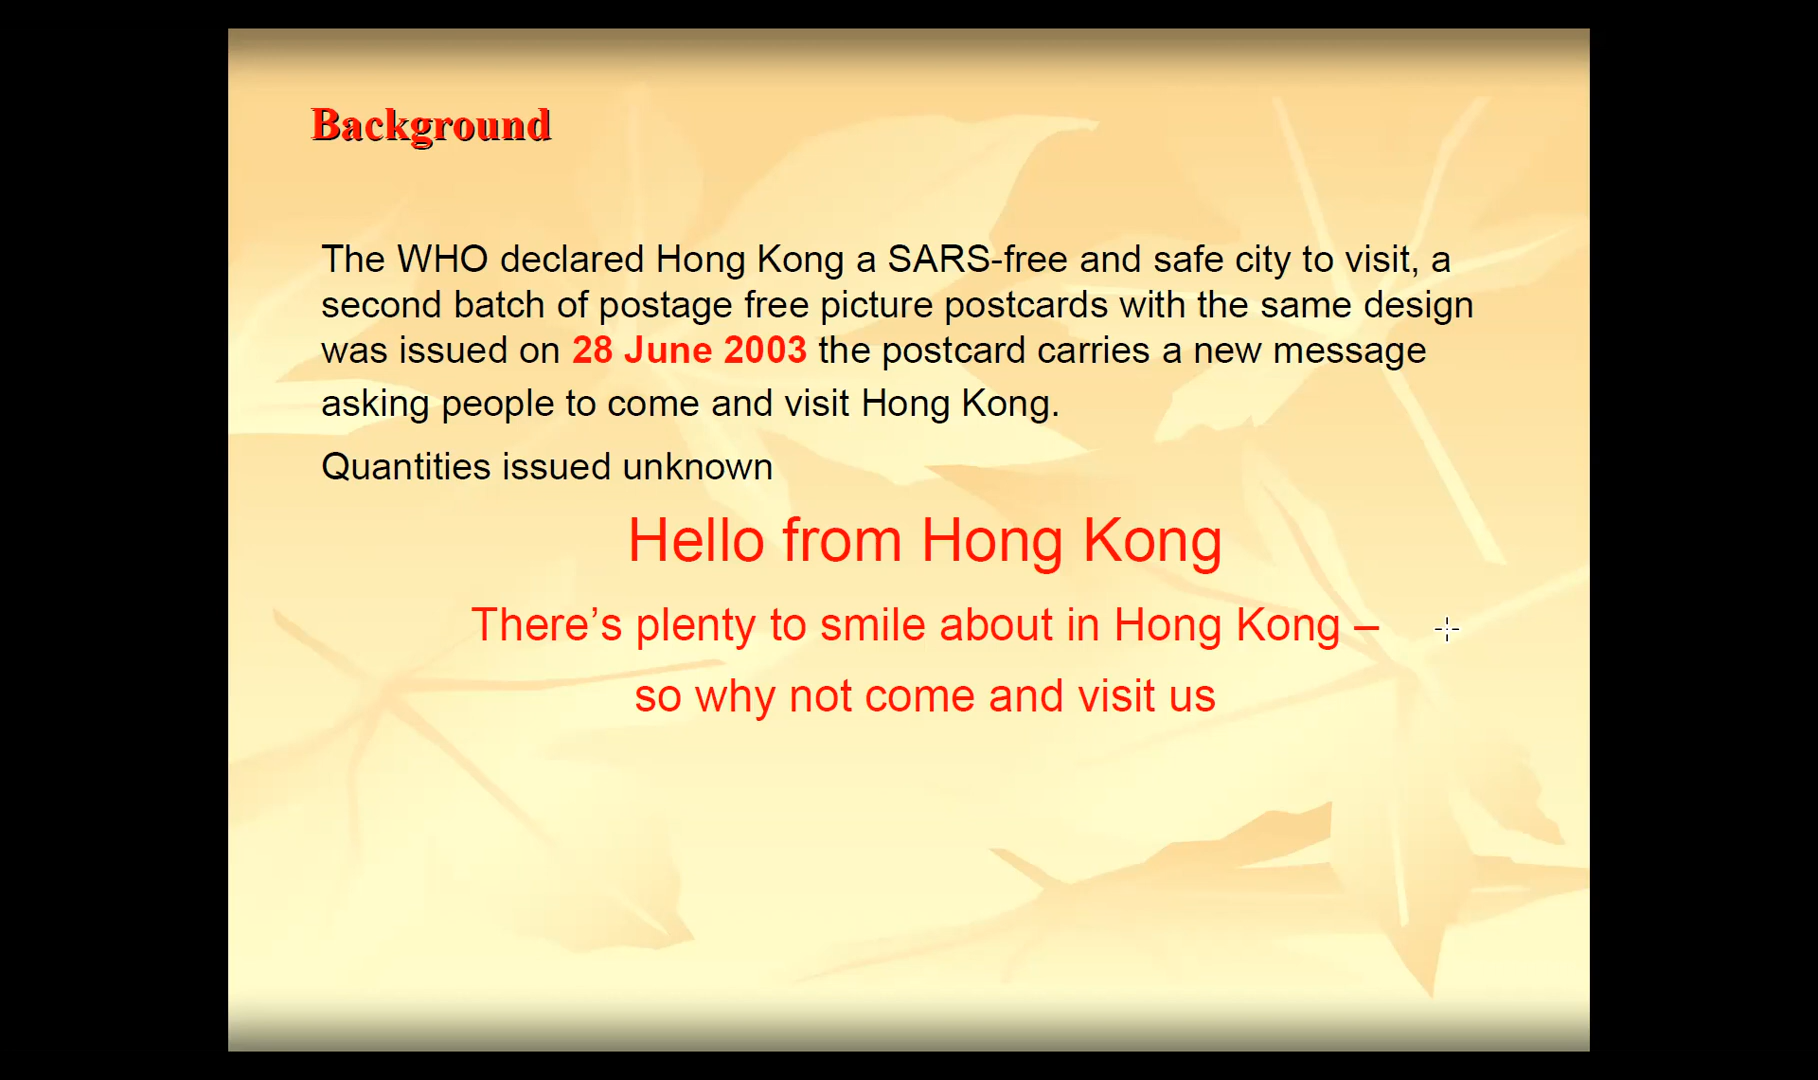 Background
The WHO declared Hong Kong a SARS-free and safe city to visit, a
second batch of postage free picture postcards with the same design
was issued on 28 June 2003 the postcard carries a new message
asking people to come and visit Hong Kong.
Quantities issued unknown
Hello from Hong Kong
There’s plenty to smile about in Hong Kong –
so why not come and visit us